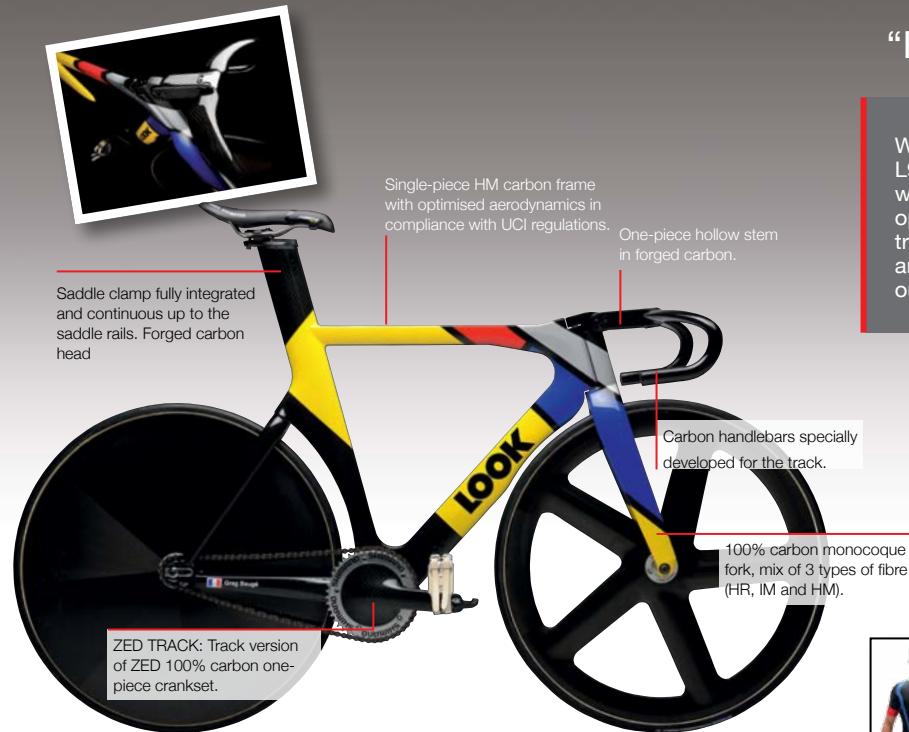 Single-piece HM carbon frame
with optimised aerodynamics in
compliance with UCI regulations.
One-piece hollow stem
in forged carbon.
Saddle clamp fully integrated
and continuous up to the
saddle rails. Forged carbon
head
LOOK
LOOK
Carbon handlebars specially
developed for the track.
100% carbon monocoque
fork, mix of 3 types of fibre
(HR, IM and HM).
Greg Baugé
ZED TRACK: Track version
of ZED 100% carbon one-
piece crankset.